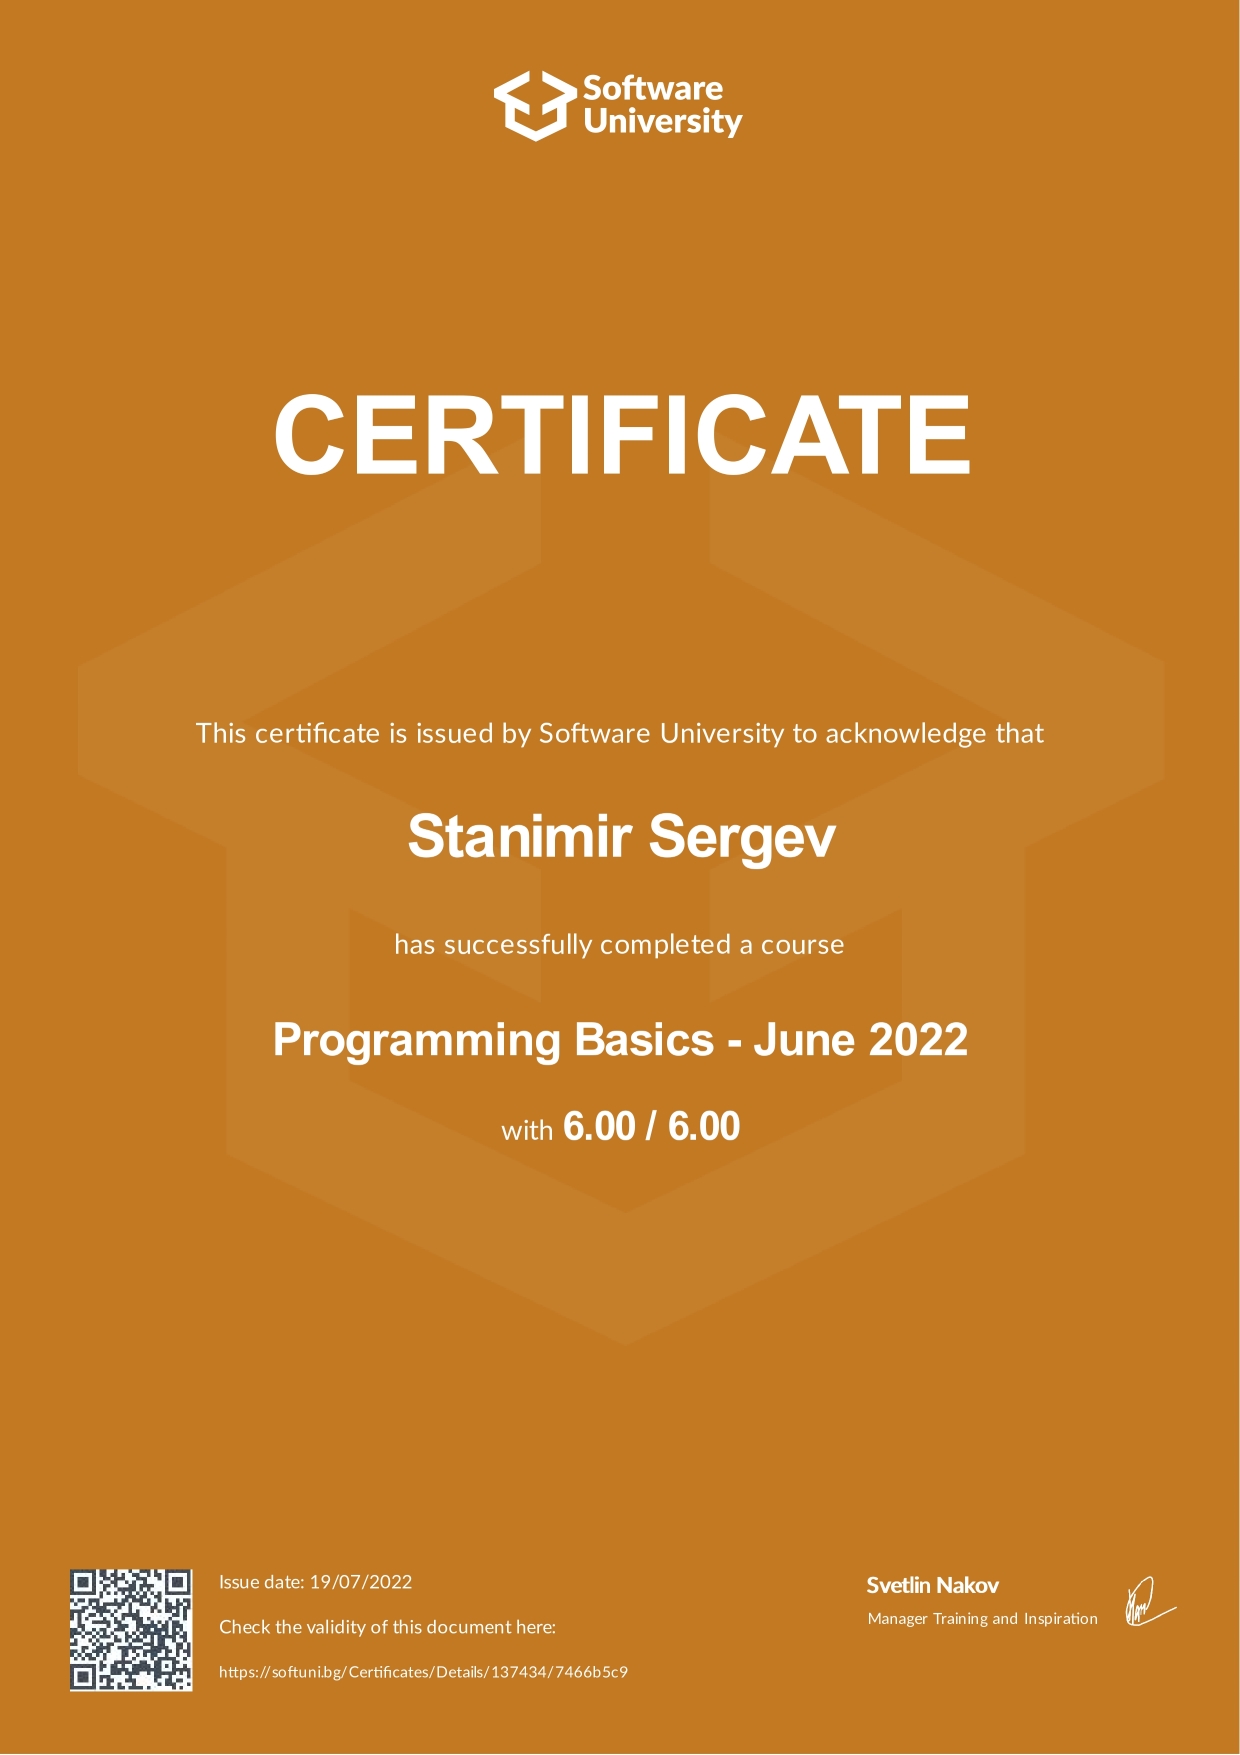 Software
University
CERTIFICATE
This certificate is issued by Software University to acknowledge that
Stanimir Sergev
has successfully completed a course
Programming Basics - June 2022
with 6.00 / 6.00
Issue date: 19/07/2022
Check the validity of this document here:
https://softuni.bg/Certificates/Details/137434/7466b5c9
Svetlin Nakov
Manager Training and Inspiration